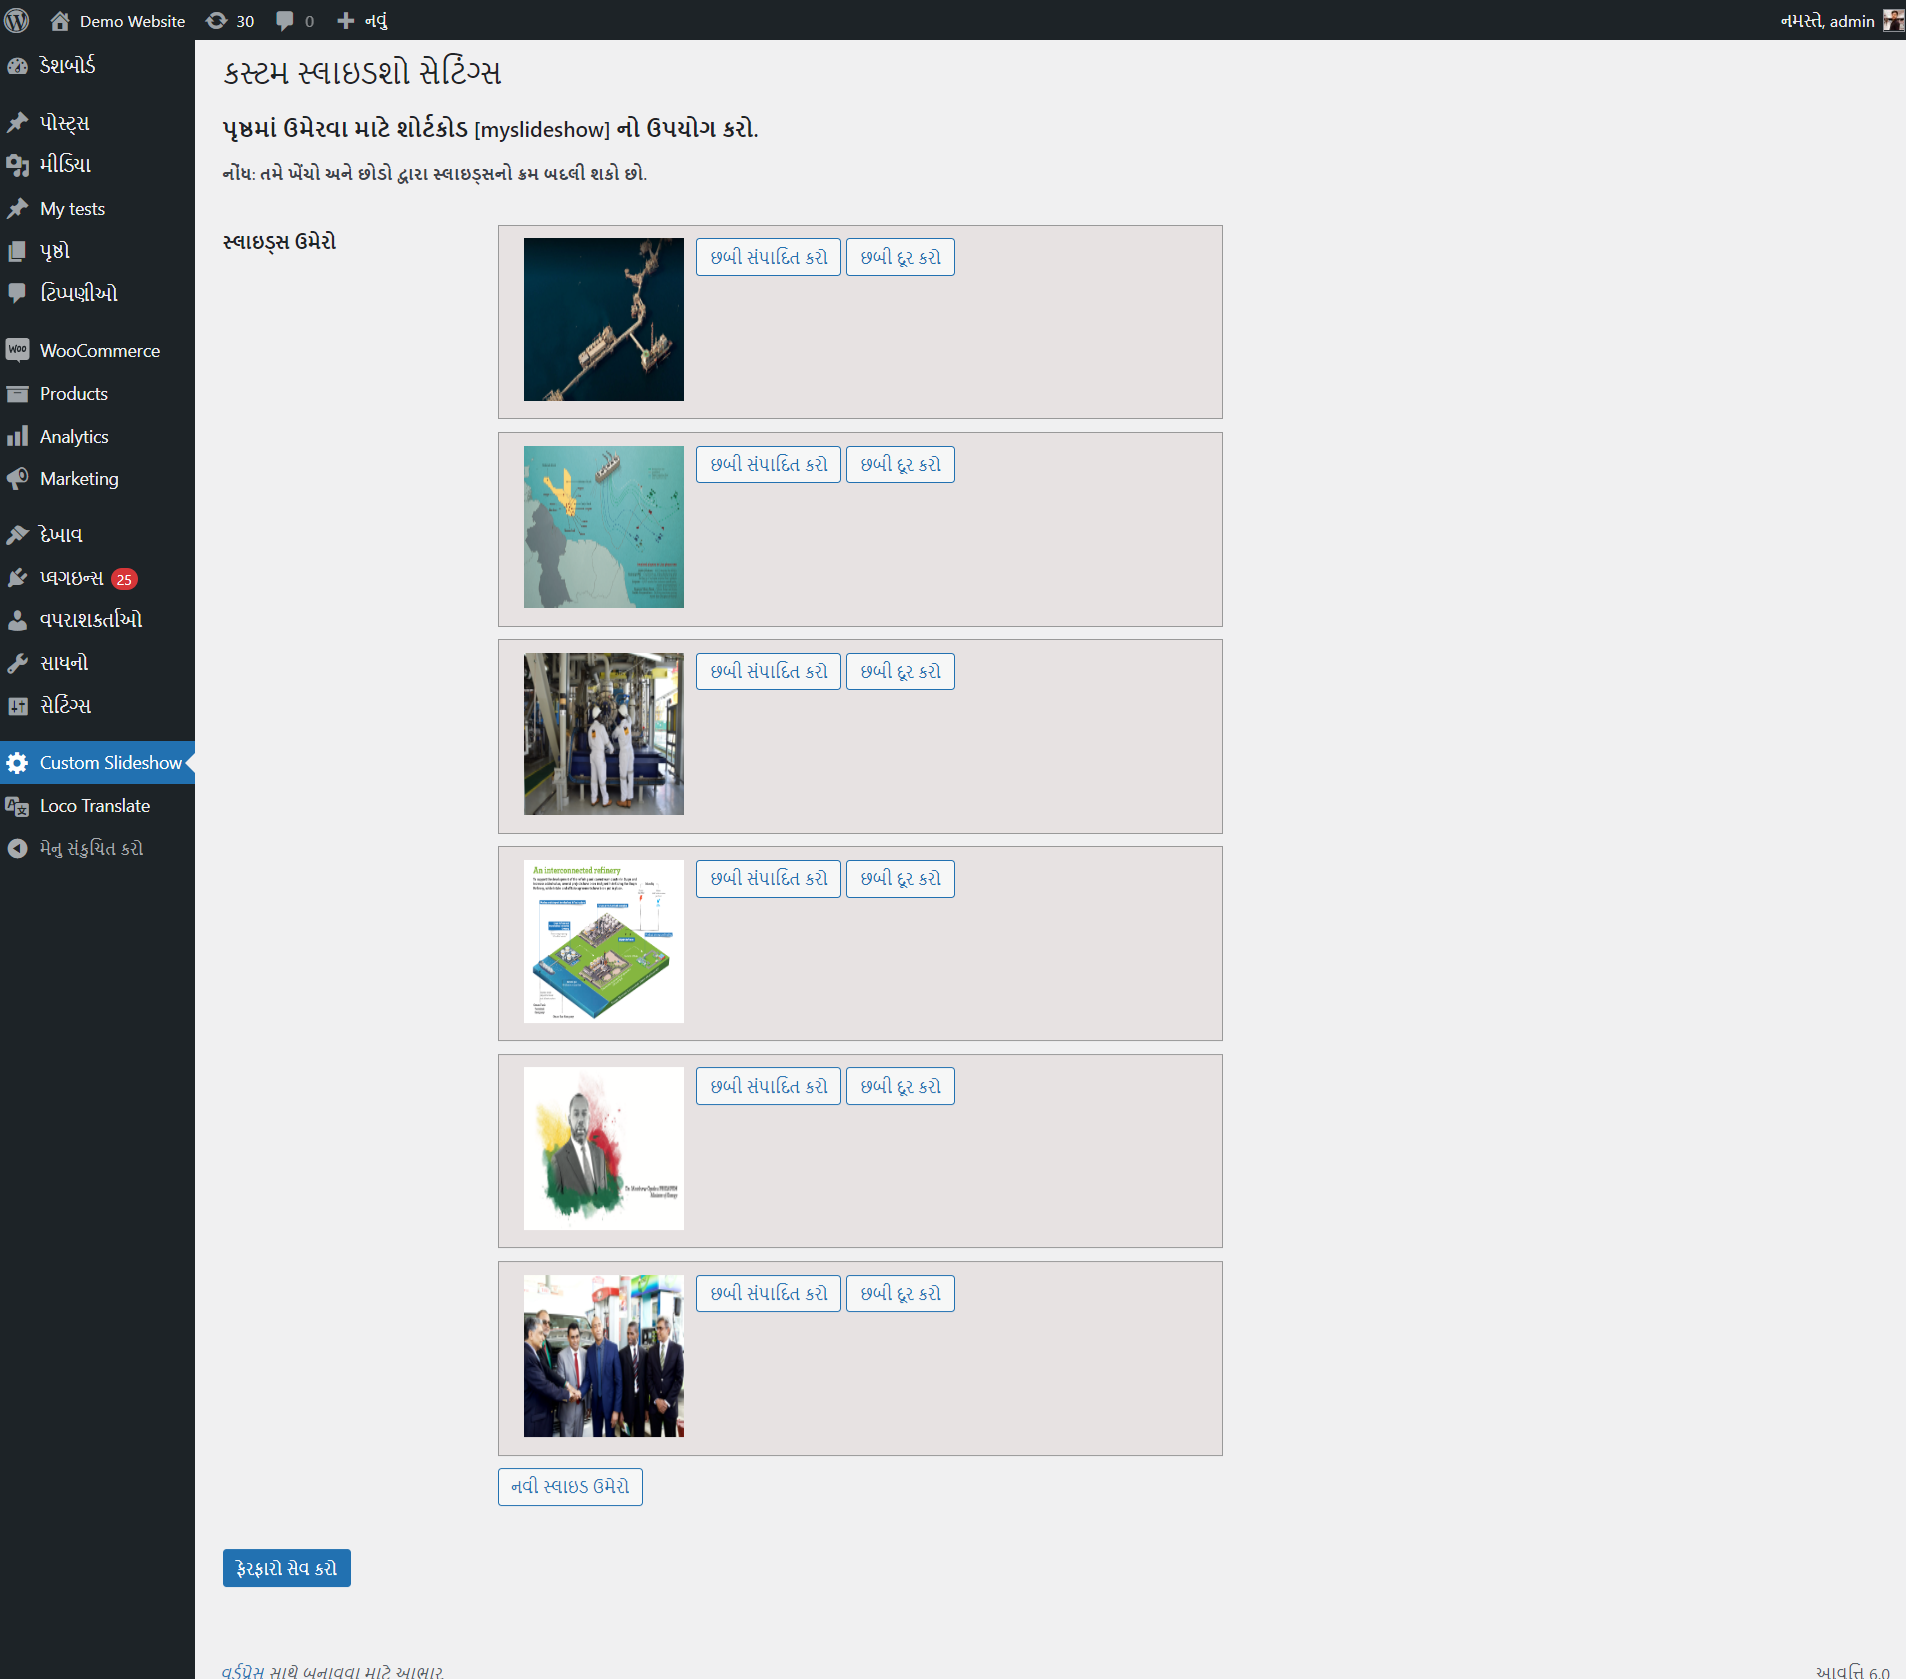 Demo Website 30 0 નવું નમસ્તે, admin
ડેશબોર્ડ
પોસ્ટ્સ
મીડિયા
My tests
પૃષ્ઠો
ટિપ્પણીઓ
WooCommerce
Products
Analytics
Marketing
દેખાવ
પ્લગઇન્સ 25
વપરાશકર્તાઓ
સાધનો
સેટિંગ્સ
Custom Slideshow
Loco Translate
મેનુ સંકુચિત કરો
કસ્ટમ સ્લાઇડશો સેટિંગ્સ
પૃષ્ઠમાં ઉમેરવા માટે શોર્ટકોડ [myslideshow] નો ઉપયોગ કરો.
નોંધ: તમે ખેંચો અને છોડો દ્વારા સ્લાઇડ્સનો ક્રમ બદલી શકો છો.
સ્લાઇડ્સ ઉમેરો
છબી સંપાદિત કરો છબી દૂર કરો
છબી સંપાદિત કરો છબી દૂર કરો
છબી સંપાદિત કરો છબી દૂર કરો
An interconnected refinery
છબી સંપાદિત કરો છબી દૂર કરો
છબી સંપાદિત કરો છબી દૂર કરો
છબી સંપાદિત કરો છબી દૂર કરો
નવી સ્લાઇડ ઉમેરો
ફેરફારો સેવ કરો
વર્ડપ્રેસ સાથે બનાવવા માટે આભાર. આવૃત્તિ 6.0